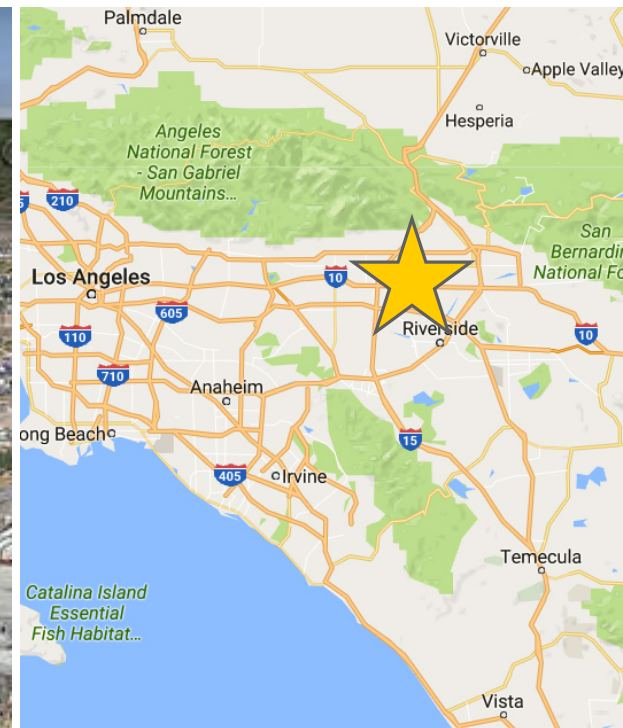 Palmdale
Victorville
Apple Valley
Hesperia
Angeles
National Forest
- San Gabriel
Mountains...
210
San
Bernardin
National Fo
Los Angeles
10
605
Riverside
10
110
710
Anaheim
ong Beach
15
405
Irvine
Temecula
Catalina Island
Essential
Fish Habitat...
Vista